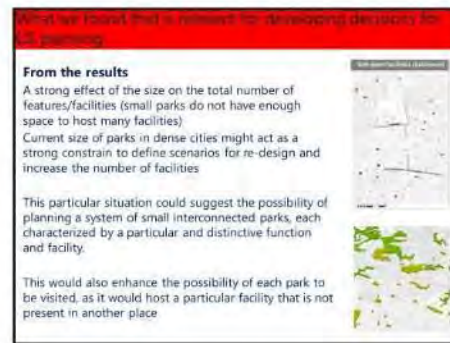 What we found that is relevant for developing decisions for
GS planning
From the results
A strong effect of the size on the total number of
features/facilities (small parks do not have enough
space to host many facilities)
Current size of parks in dense cities might act as a
strong constrain to define scenarios for re-design and
increase the number of facilities
This particular situation could suggest the possibility of
planning a system of small interconnected parks, each
characterized by a particular and distinctive function
and facility.
This would also enhance the possibility of each park to
be visited, as it would host a particular facility that is not
present in another place